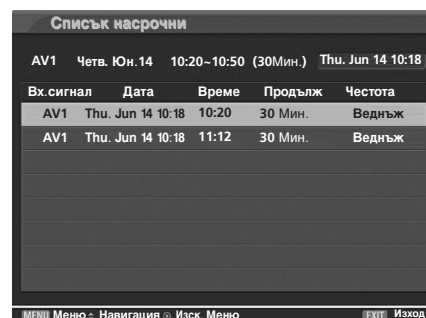 Списък насрочни
AV1 Четв. Юн.14 10:20~10:50 (30Мин.) Thu. Jun 14 10:18
Вх.сигнал Дата Време Продълж Честота
AV1 Thu. Jun 14 10:18 10:20 30 Мин. Веднъж
AV1 Thu. Jun 14 10:18 11:12 30 Мин. Веднъж
MENU Меню Навигация Изск. Меню EXIT Изход